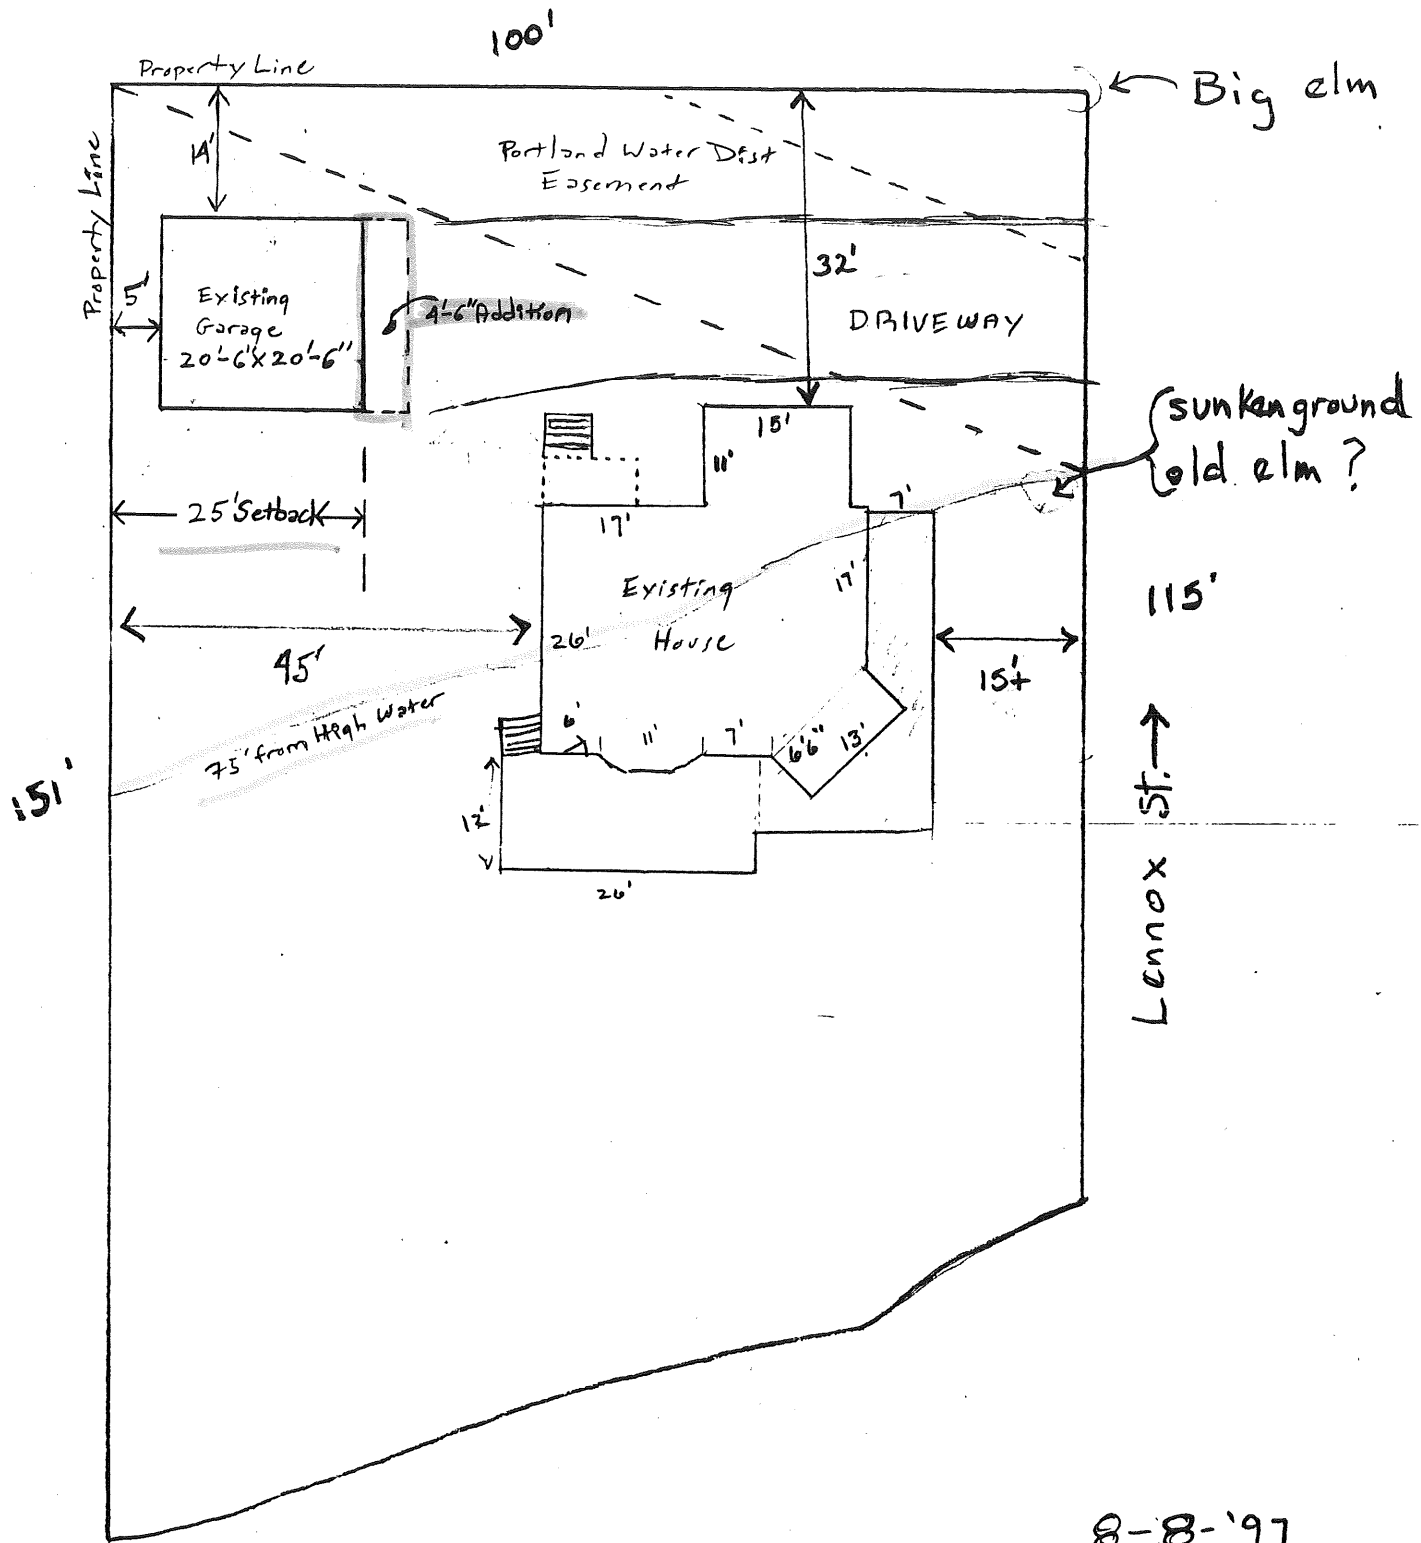 100'
Property Line
Big elm
Property Line
14'
Portland Water Dist
Easement
32'
5'
Existing
Garage
20'-6"X20'-6"
4'-6" Addition
DRIVEWAY
sunken ground
old elm ?
15'
11'
25' Setback
17'
7'
Existing
House
17'
115'
26'
45'
15'+
75' from High Water
6'
11'
7'
6'6"
13'
151'
12'
26'
Lennox St.
8-8-'97